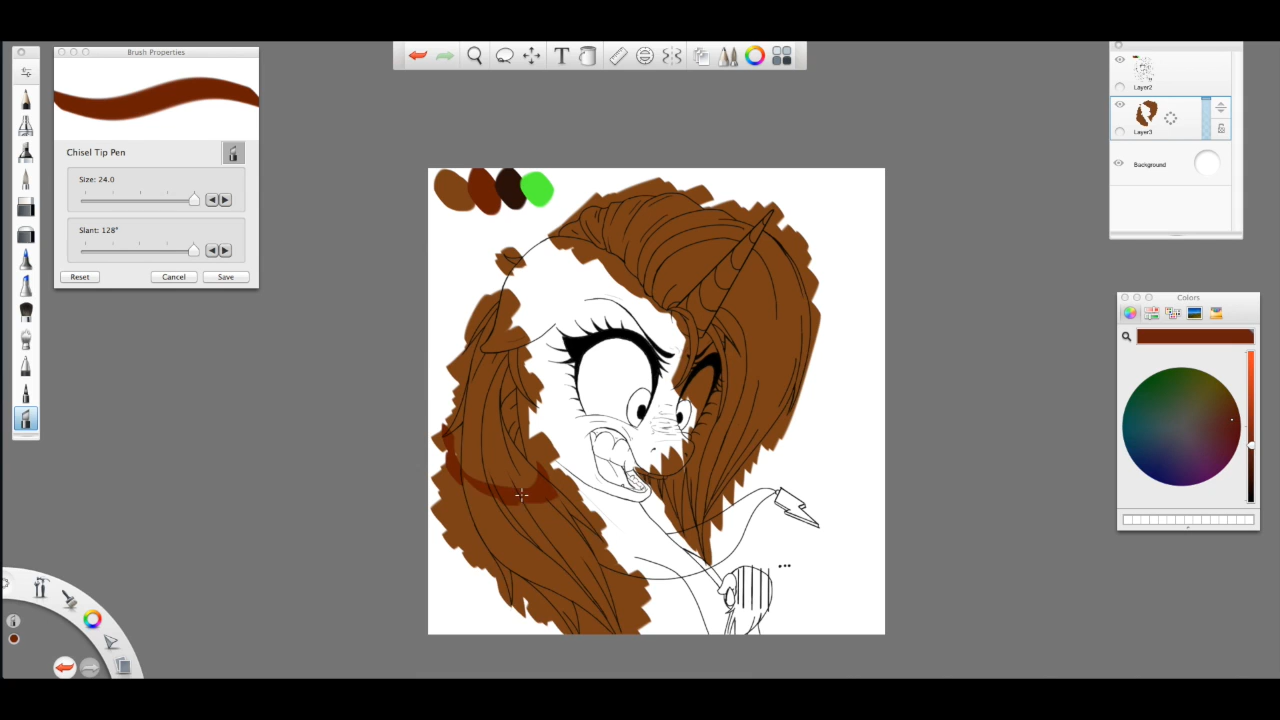 Brush Properties
Chisel Tip Pen
Size: 24.0
Slant: 128°
Reset
Cancel
Save
T
Layer2
Layer3
Background
Colors